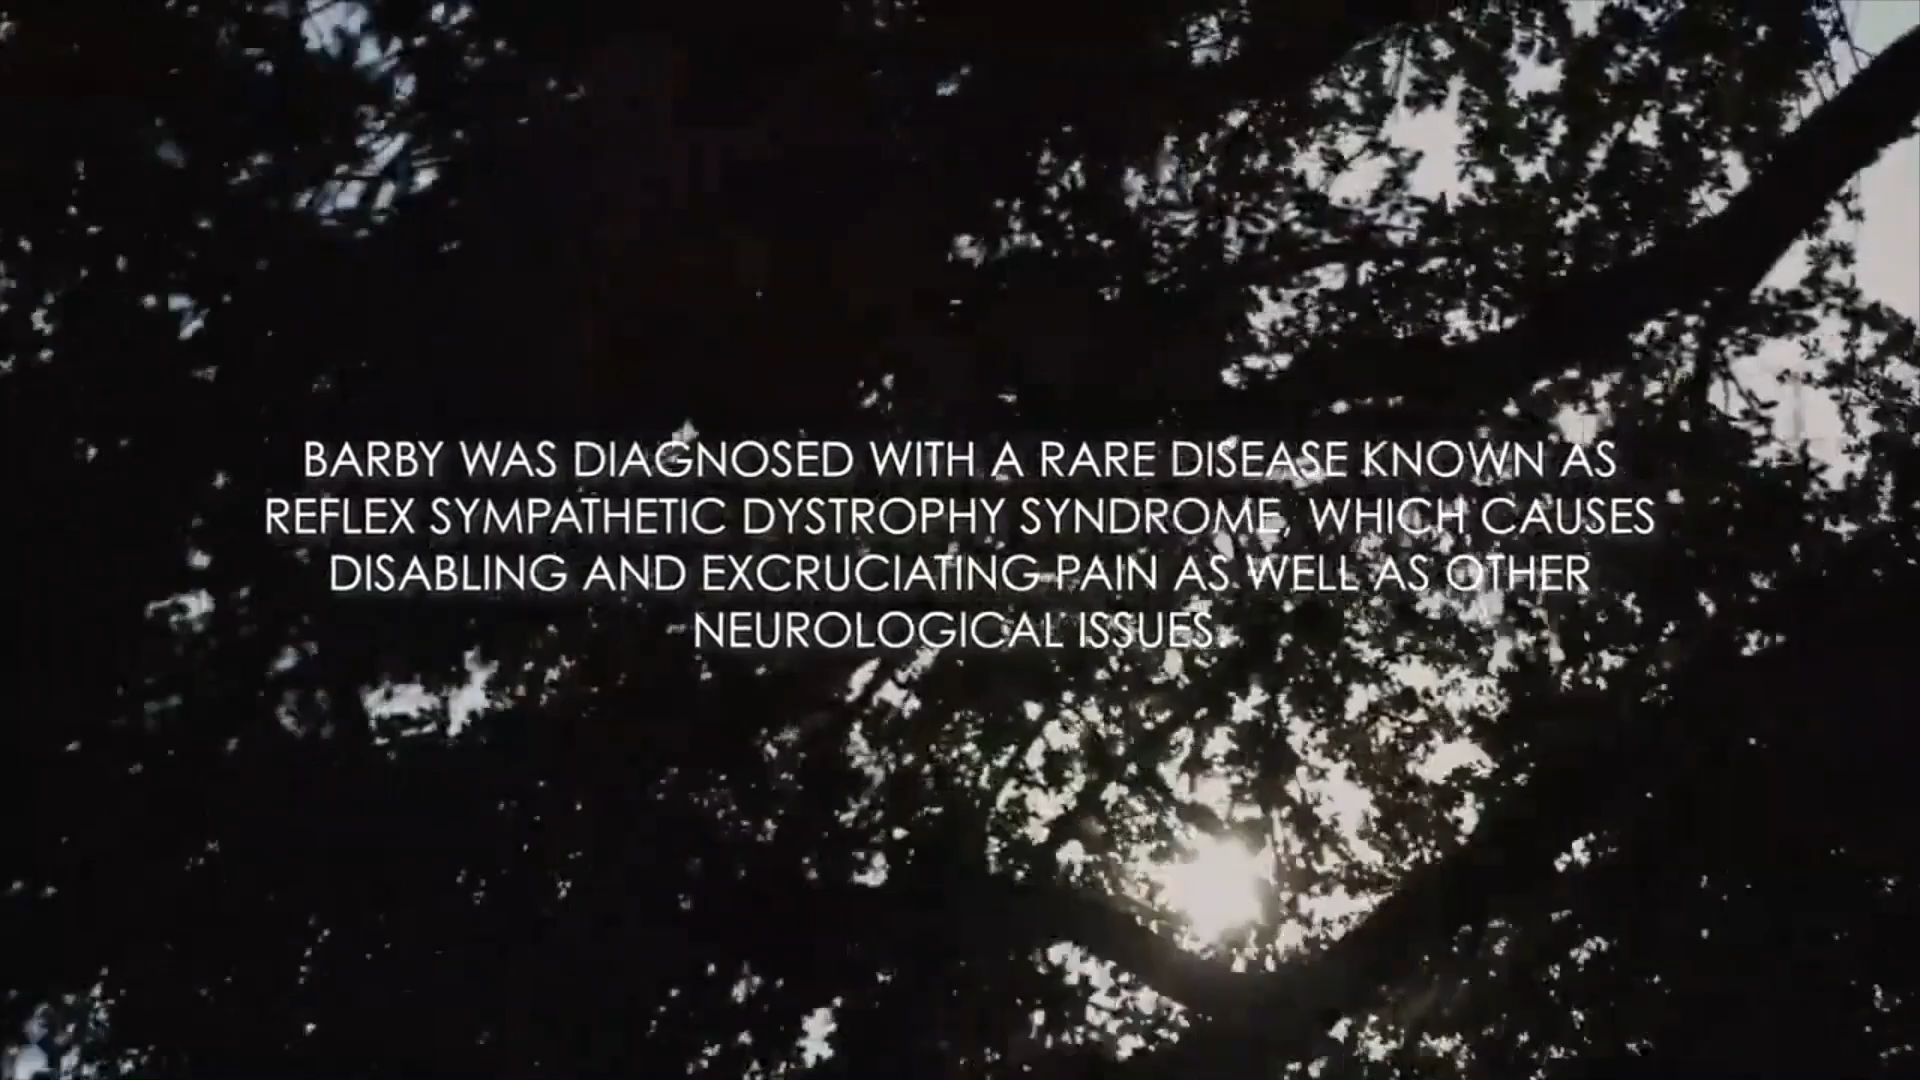 BARBY WAS DIAGNOSED WITH A RARE DISEASE KNOWN AS
REFLEX SYMPATHETIC DYSTROPHY SYNDROME, WHICH CAUSES
DISABLING AND EXCRUCIATING PAIN AS WELL AS OTHER
NEUROLOGICAL ISSUES.